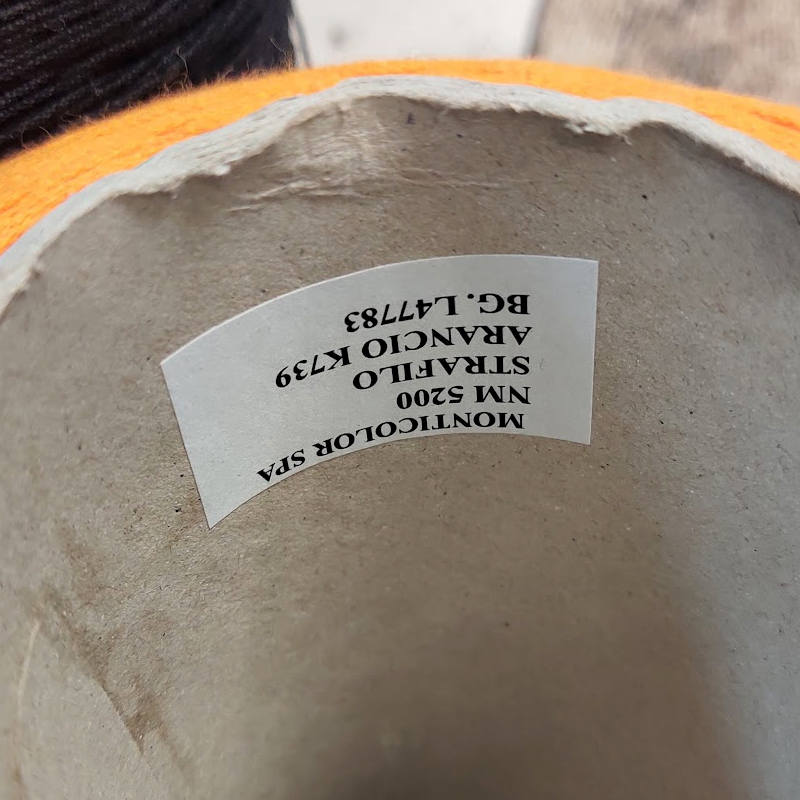 MONTICOLOR SPA
NM 5200
STRAFILO
ARANCIO K739
BG. L47783